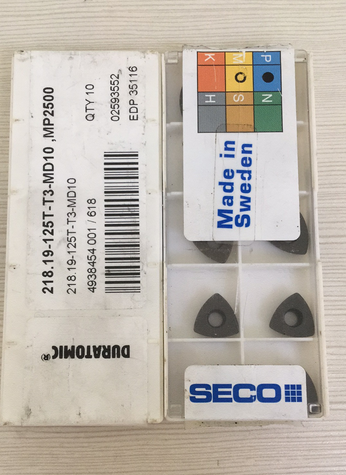 218.19-125T-T3-MD10 ,MP2500
218.19-125T-T3-MD10
4938454 001 / 618
QTY 10
02593552
EDP 35116
DURATOMIC®
P
M
K
N
S
H
Made in
Sweden
SECO